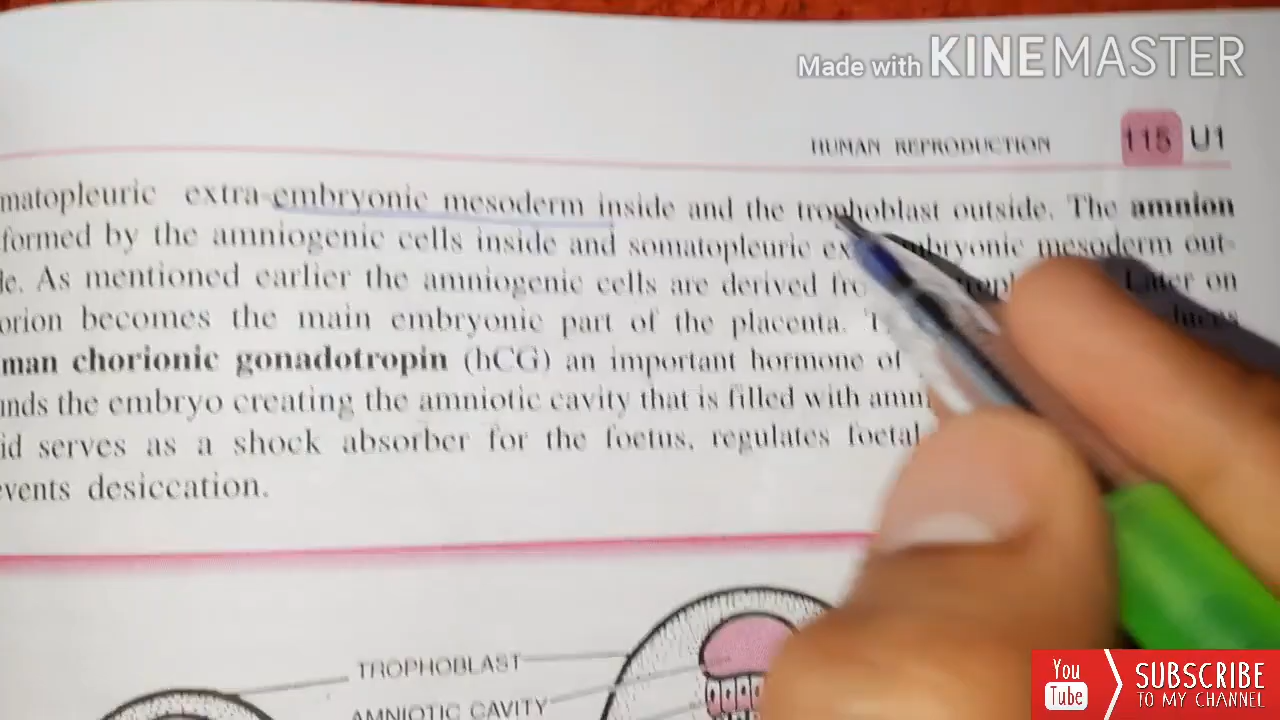 Made with KINEMASTER
HUMAN REPRODUCTION 115 U1
matopleuric extra-embryonic mesoderm inside and the trophoblast outside. The amnion
formed by the amniogenic cells inside and somatopleuric embryonic mesoderm out-
le. As mentioned earlier the amniogenic cells are derived Later on
orion becomes the main embryonic part of the placenta.
man chorionic gonadotropin (hCG) an important hormone of
unds the embryo creating the amniotic cavity that is filled with
id serves as a shock absorber for the foetus, regulates foetal
events desiccation.
TROPHOBLAST
AMNIOTIC CAVITY
You Tube SUBSCRIBE
TO MY CHANNEL